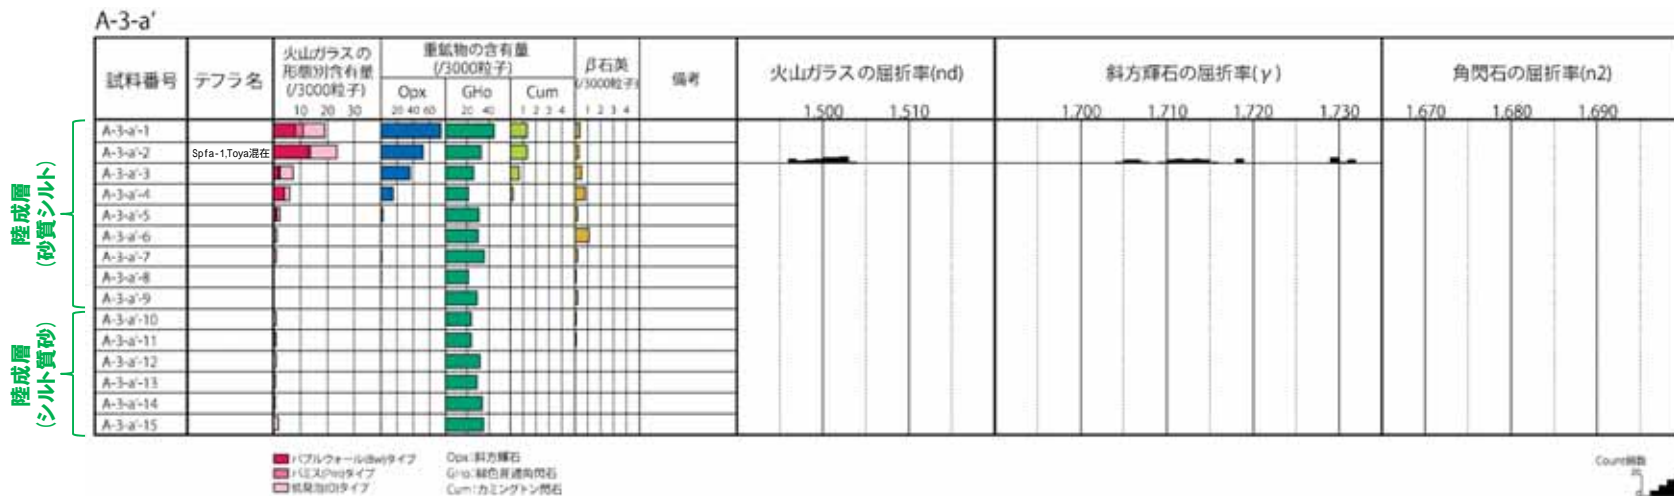 A-3-a'
試料番号
テフラ名
火山ガラスの
形態別含有量
(/3000粒子)
10 20 30
重鉱物の含有量
(/3000粒子)
Opx
GHo
Cum
20 40 60
20 40
1 2 3 4
β石英
(/3000粒子)
1 2 3 4
備考
火山ガラスの屈折率(nd)
1.500 1.510
斜方輝石の屈折率(γ)
1.700 1.710 1.720 1.730
角閃石の屈折率(n2)
1.670 1.680 1.690
陸成層
(砂質シルト)
A-3-a'-1
A-3-a'-2 Spfa-1,Toya混在
A-3-a'-3
A-3-a'-4
A-3-a'-5
A-3-a'-6
A-3-a'-7
A-3-a'-8
A-3-a'-9
陸成層
(シルト質砂)
A-3-a'-10
A-3-a'-11
A-3-a'-12
A-3-a'-13
A-3-a'-14
A-3-a'-15
バブルウォール(Bw)タイプ
パミス(Pm)タイプ
低発泡(O)タイプ
Opx:斜方輝石
GHo:緑色普通角閃石
Cum:カミングトン閃石
Count個数
20